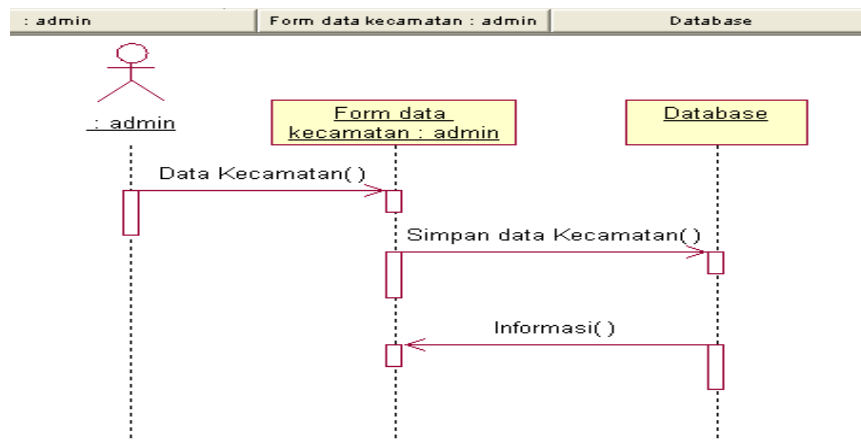 : admin
Form data kecamatan : admin
Database
: admin
Form data
kecamatan : admin
Database
Data Kecamatan( )
Simpan data Kecamatan( )
Informasi( )